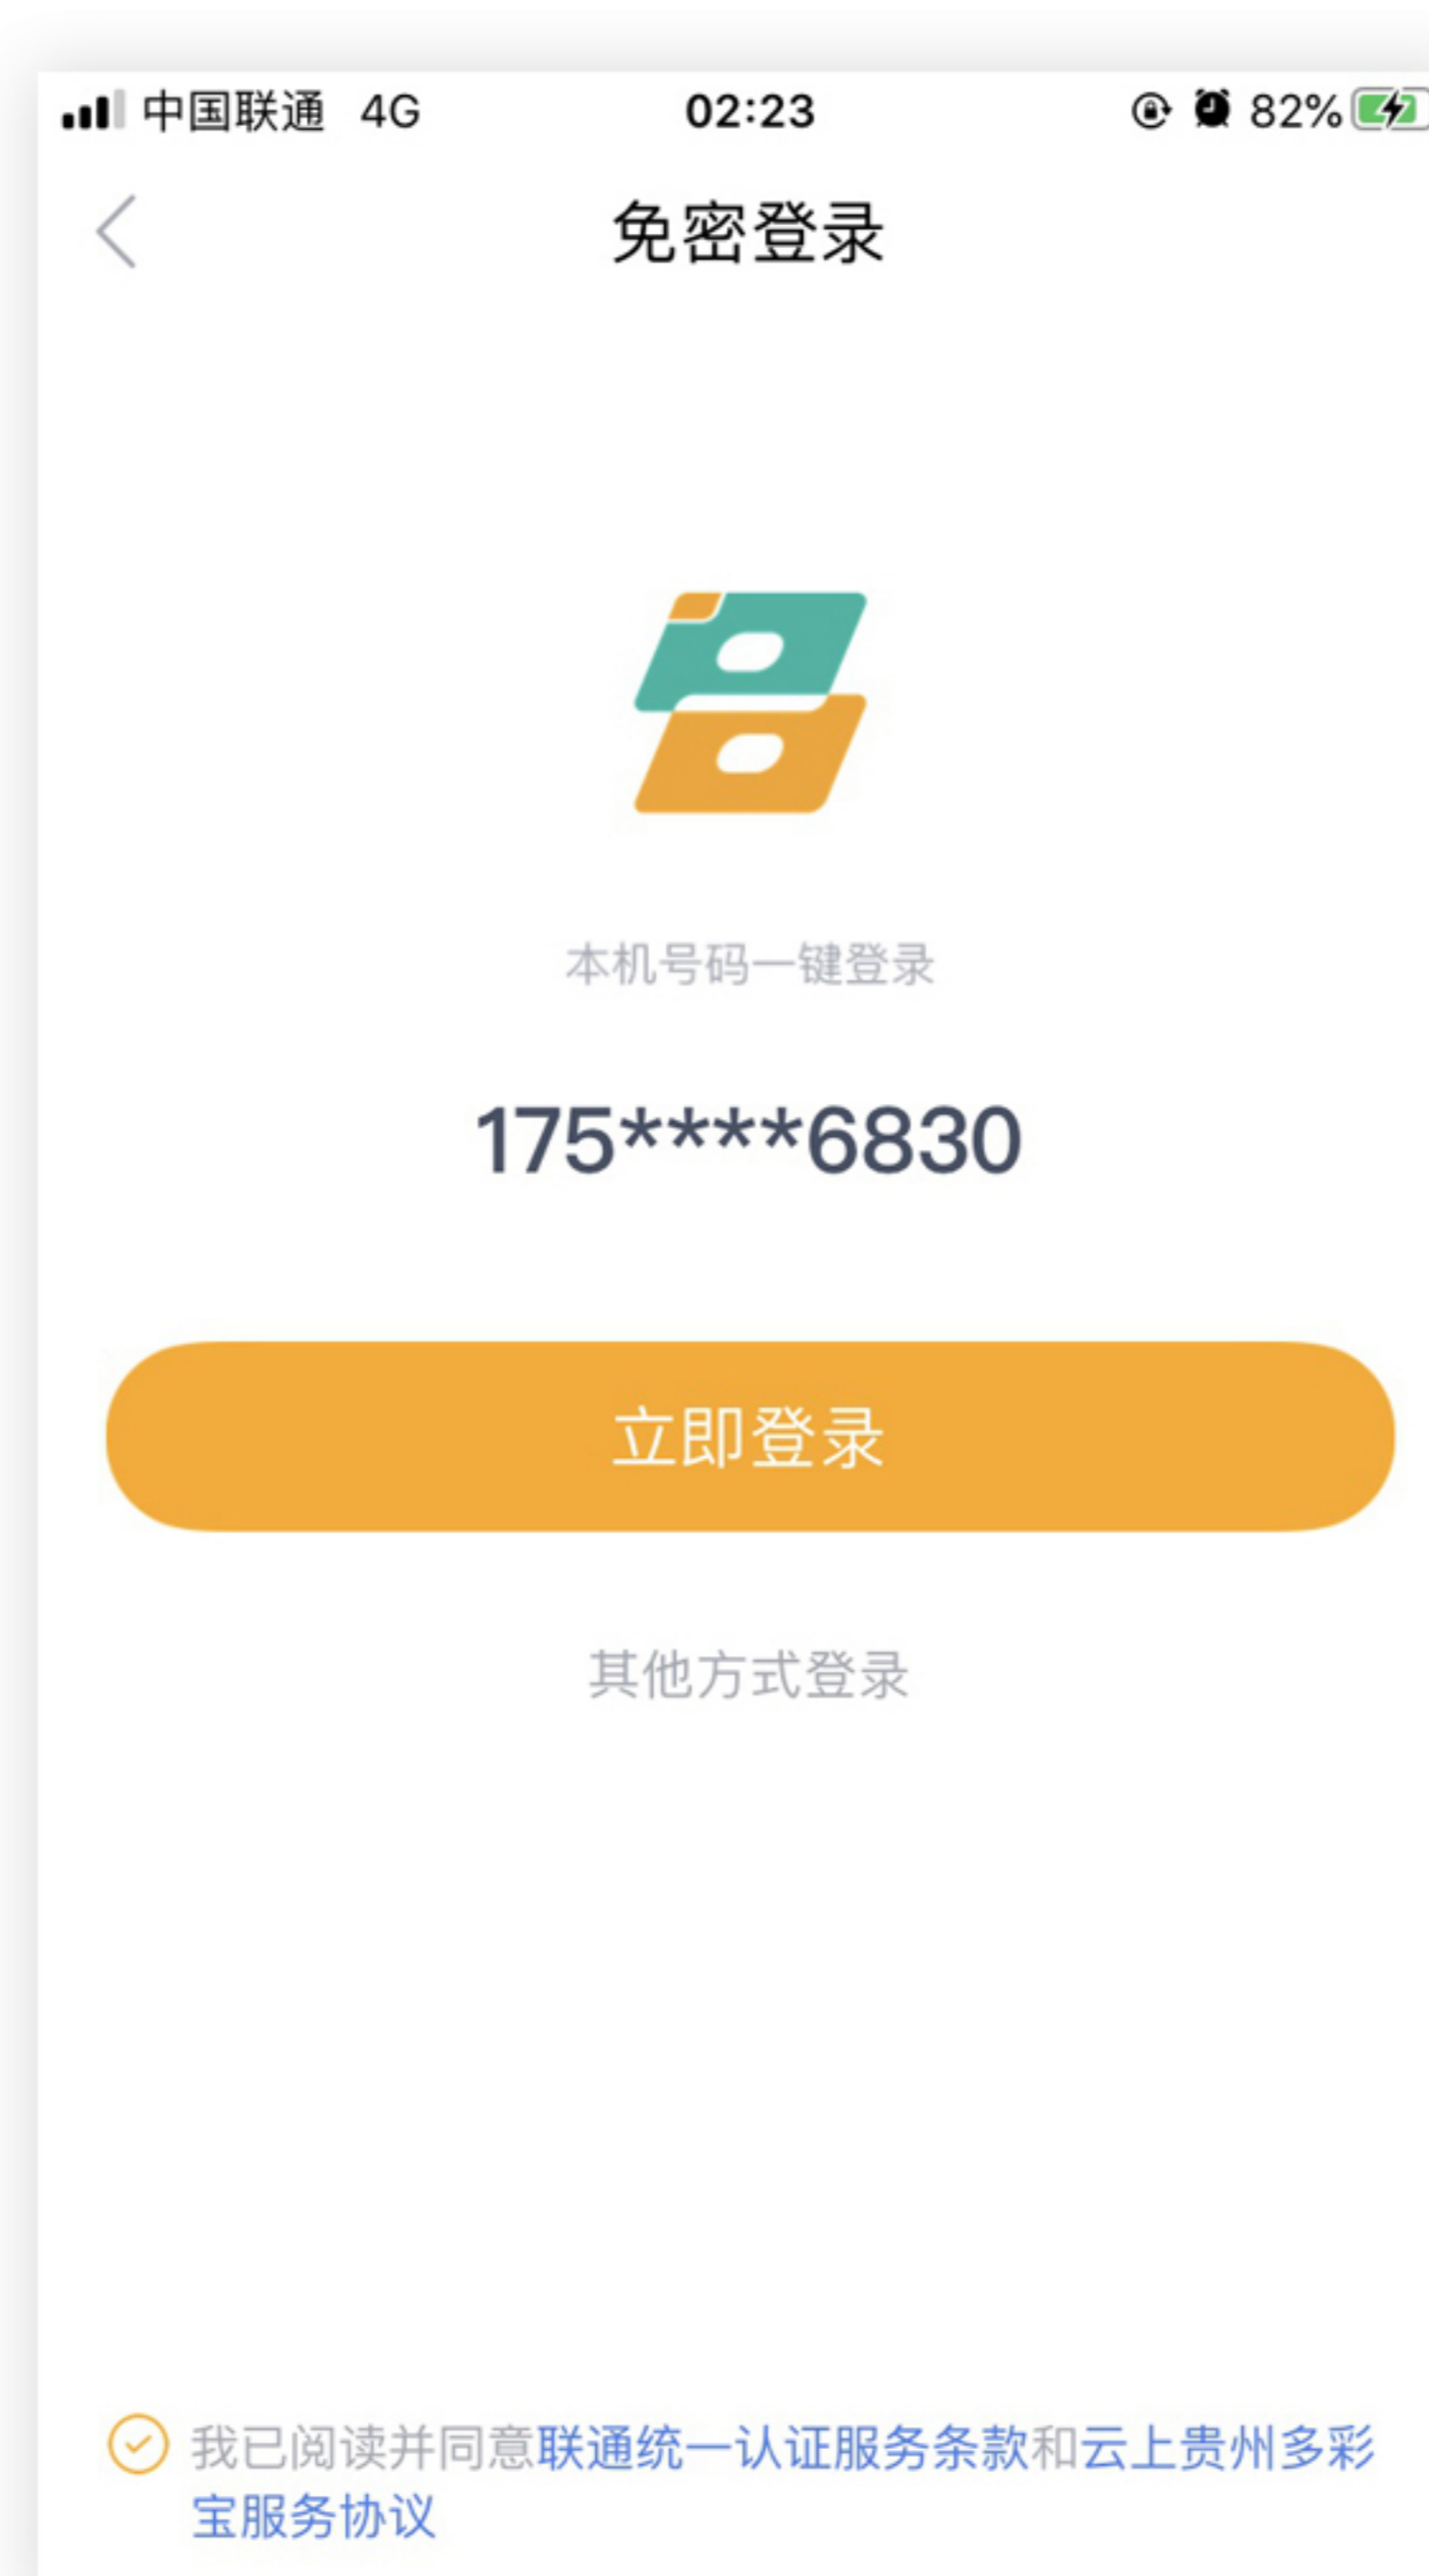 中国联通 4G 02:23 82%
免密登录
本机号码一键登录
175****6830
立即登录
其他方式登录
我已阅读并同意联通统一认证服务条款和云上贵州多彩
宝服务协议